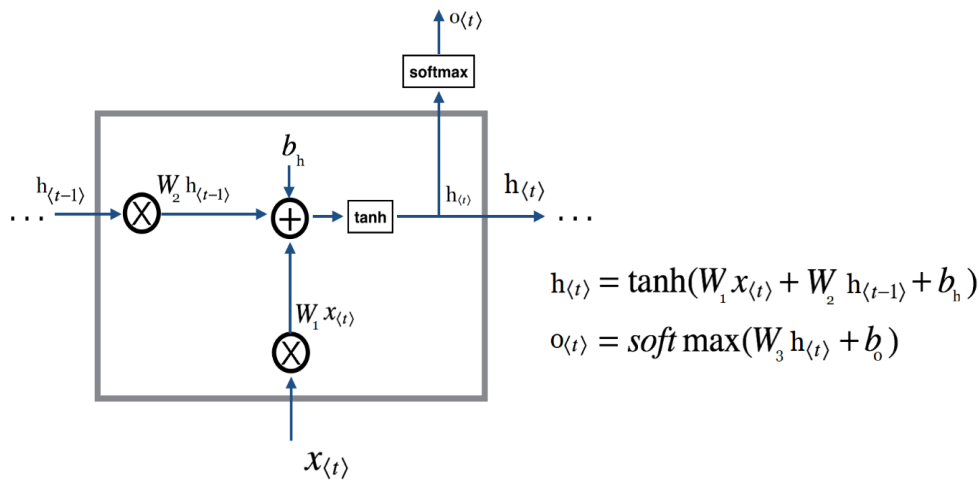 o⟨t⟩
softmax
b_h
h⟨t−1⟩
W_2 h⟨t−1⟩
h⟨t⟩
h⟨t⟩
...
...
tanh
h⟨t⟩ = tanh(W_1 x⟨t⟩ + W_2 h⟨t−1⟩ + b_h)
W_1 x⟨t⟩
o⟨t⟩ = soft max(W_3 h⟨t⟩ + b_o)
x⟨t⟩